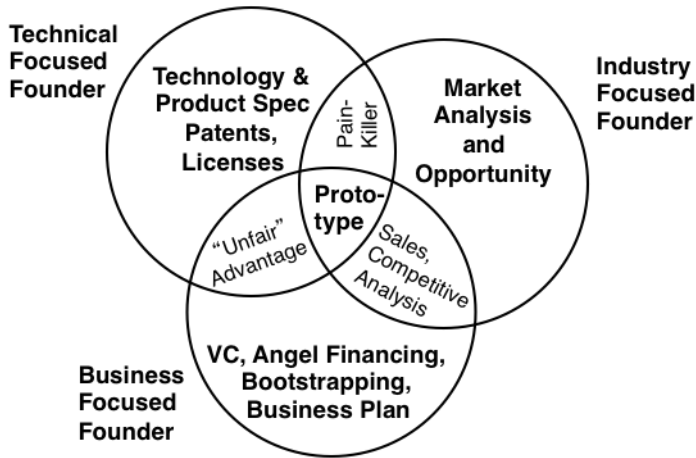 Technical
Focused
Founder
Technology &
Product Spec
Patents,
Licenses
Pain-
Killer
Market
Analysis
and
Opportunity
Industry
Focused
Founder
Proto-
type
“Unfair”
Advantage
Sales,
Competitive
Analysis
VC, Angel Financing,
Bootstrapping,
Business Plan
Business
Focused
Founder